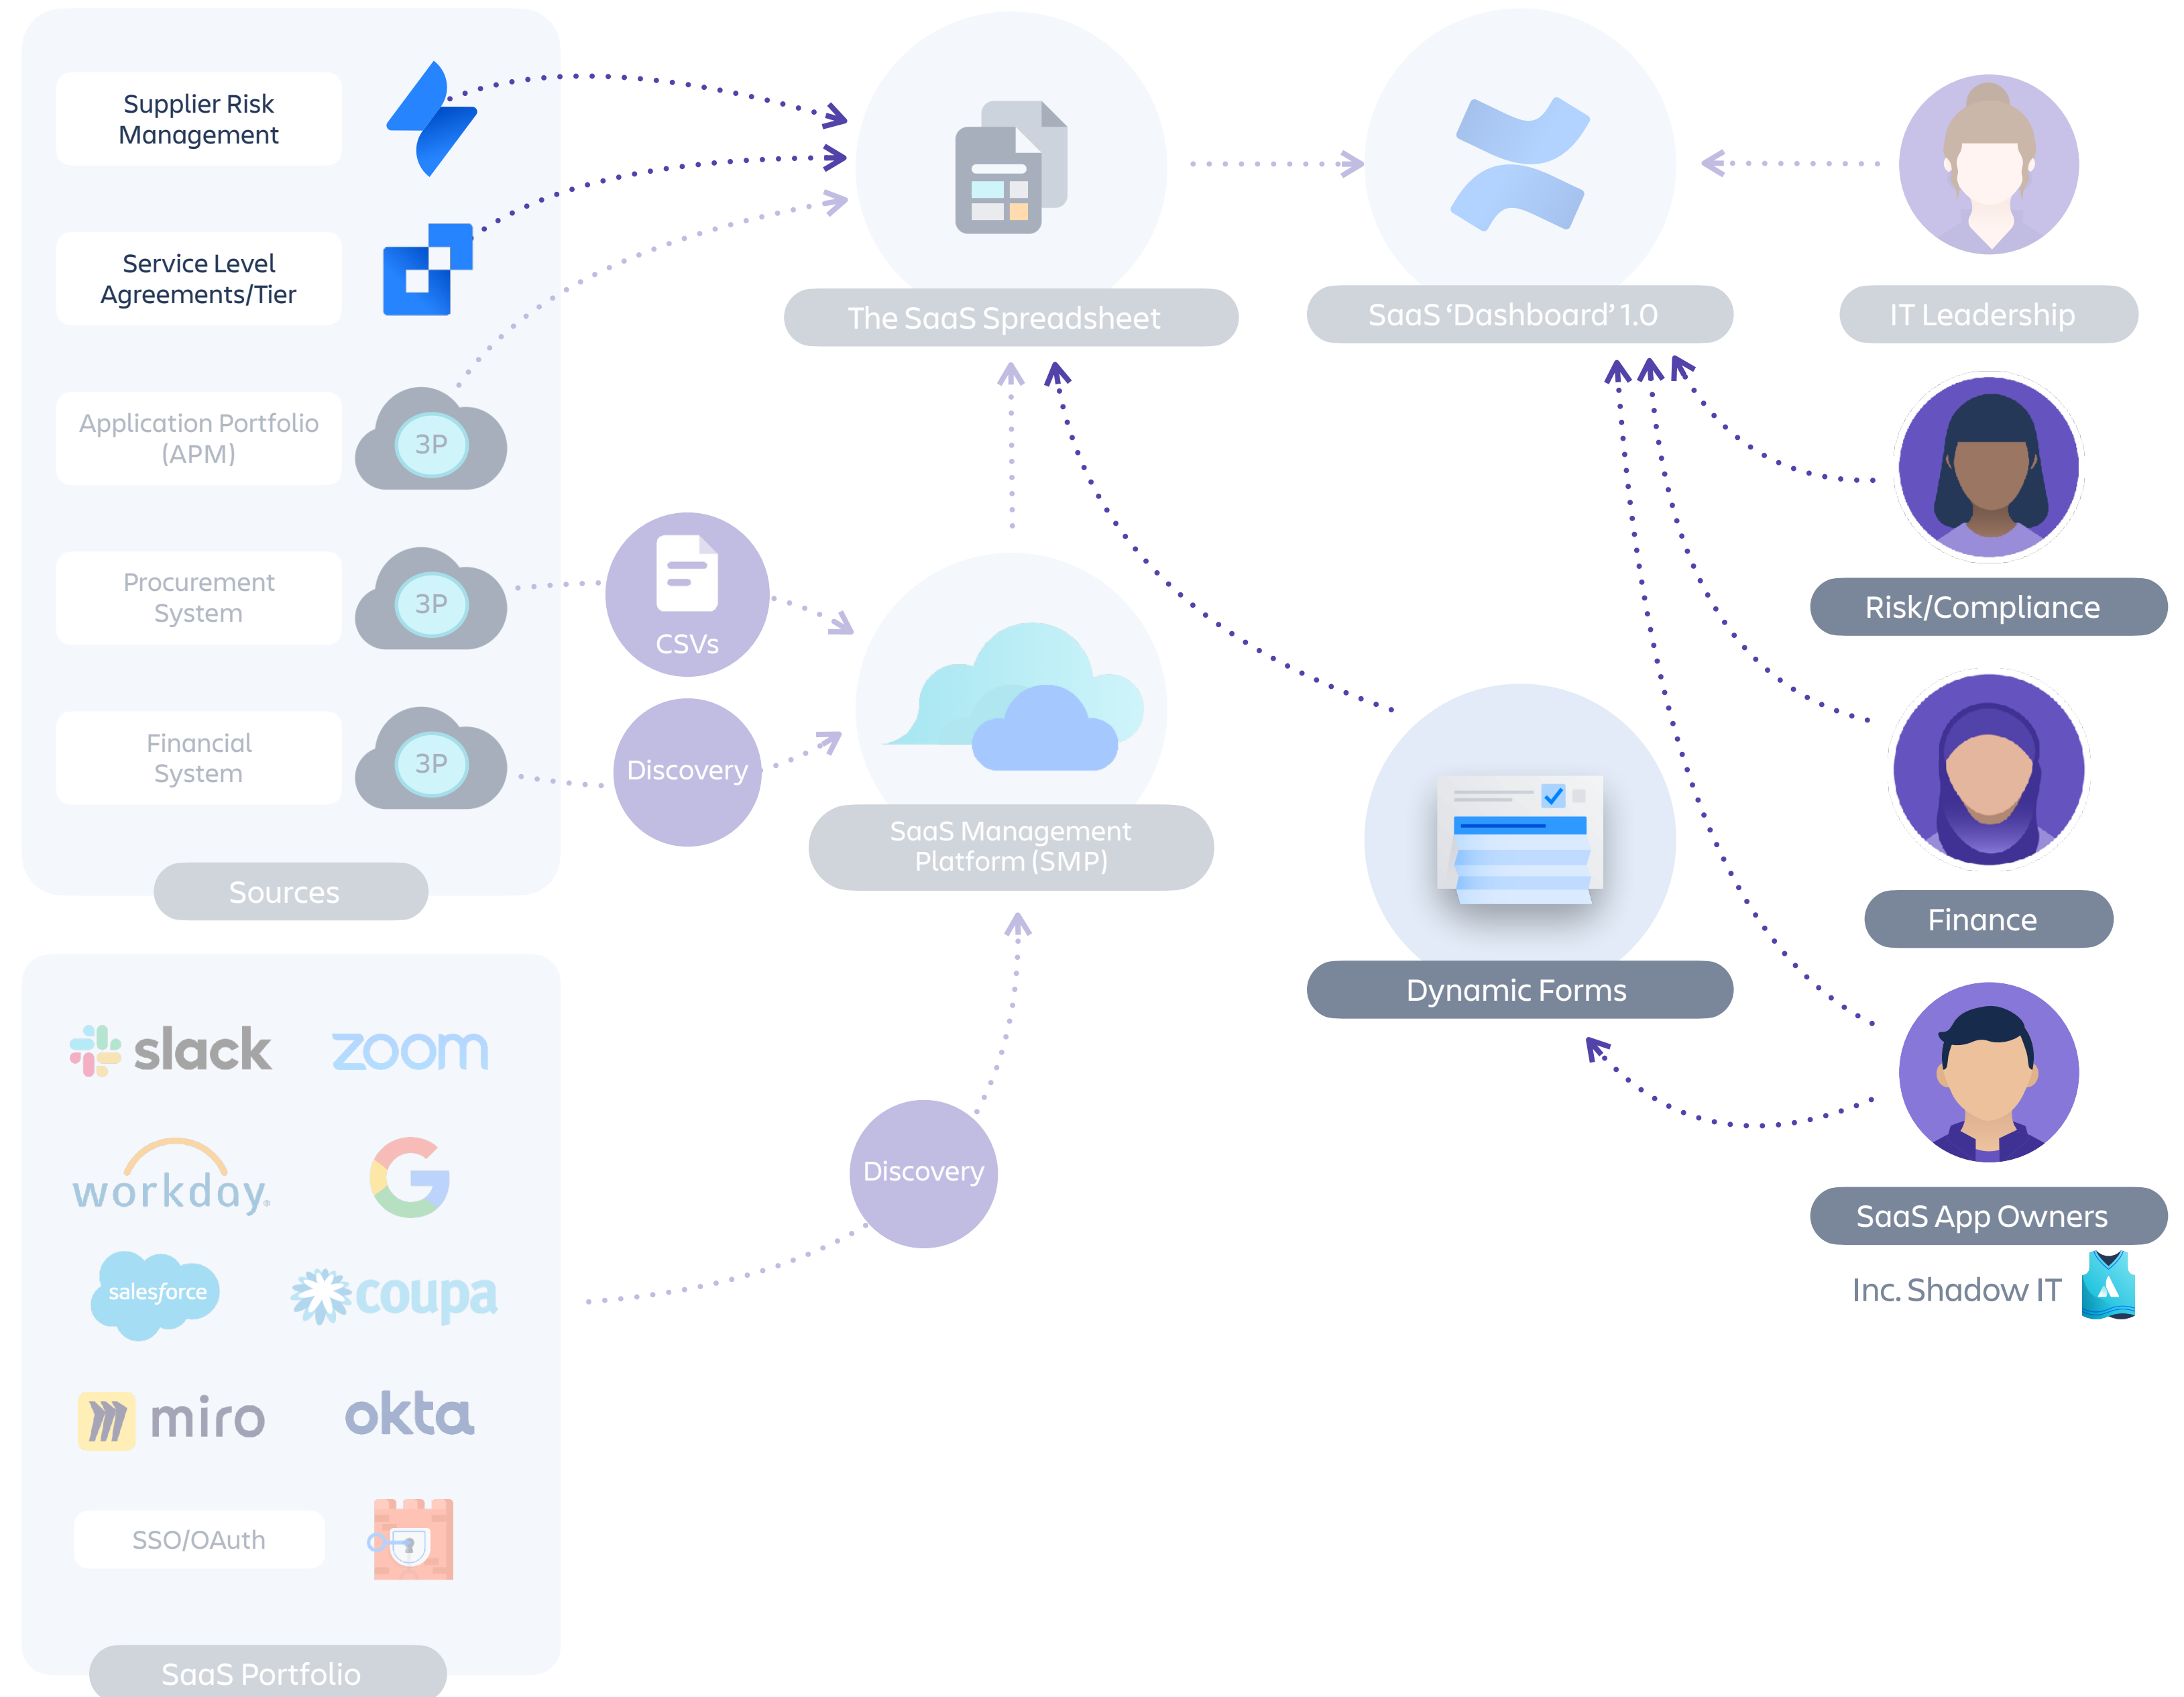 Supplier Risk
Management
Service Level
Agreements/Tier
Application Portfolio
(APM)
3P
Procurement
System
3P
Financial
System
3P
Sources
CSVs
Discovery
The SaaS Spreadsheet
SaaS Management
Platform (SMP)
SaaS ‘Dashboard’ 1.0
Dynamic Forms
IT Leadership
Risk/Compliance
Finance
SaaS App Owners
Inc. Shadow IT
Discovery
slack
zoom
workday®
G
salesforce
coupa
miro
okta
SSO/OAuth
SaaS Portfolio